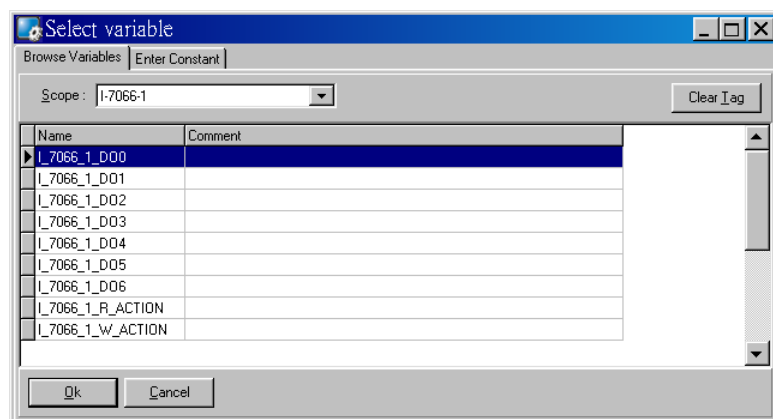 Select variable
Browse Variables Enter Constant
Scope : I-7066-1 Clear Tag
Name Comment
I_7066_1_DO0
I_7066_1_DO1
I_7066_1_DO2
I_7066_1_DO3
I_7066_1_DO4
I_7066_1_DO5
I_7066_1_DO6
I_7066_1_R_ACTION
I_7066_1_W_ACTION
Ok Cancel